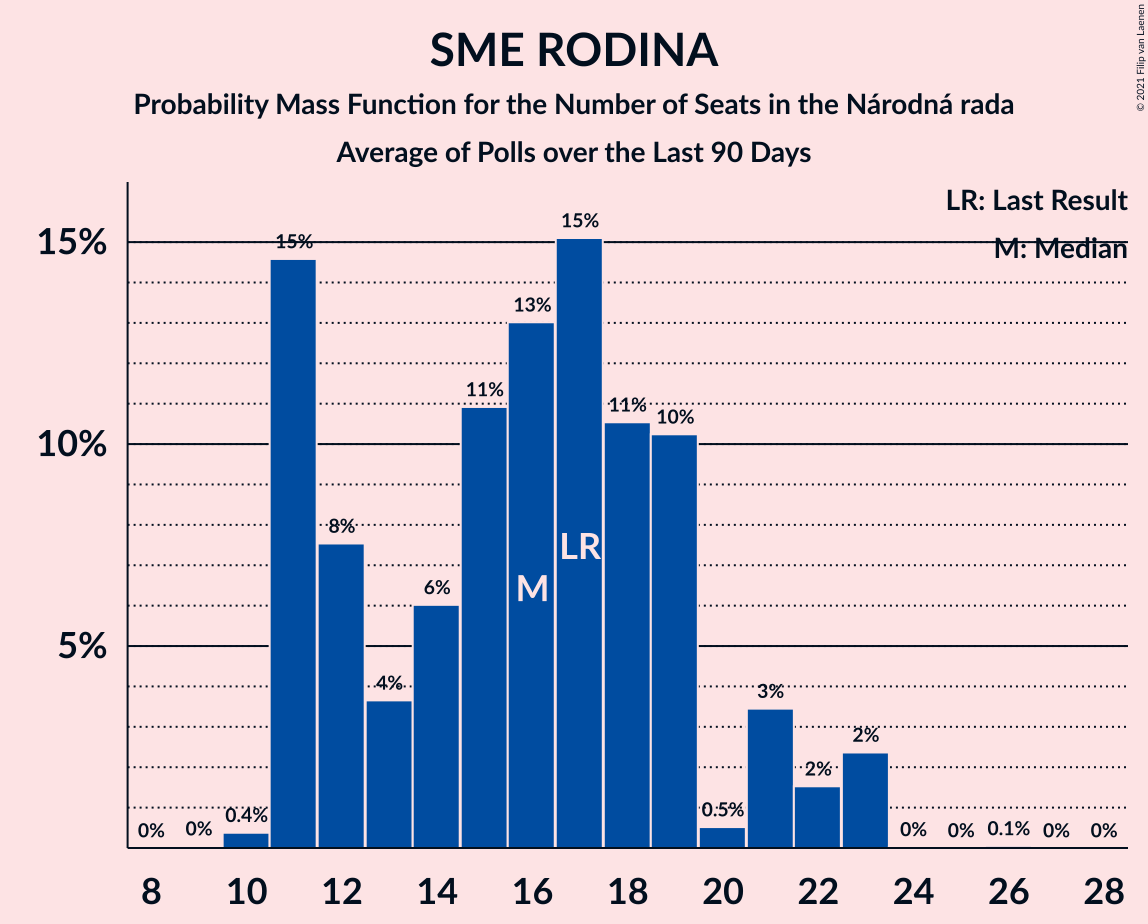 SME RODINA
Probability Mass Function for the Number of Seats in the Národná rada
Average of Polls over the Last 90 Days
© 2021 Filip van Laenen
LR: Last Result
M: Median
15%
10%
5%
0%
0%
0.4%
15%
8%
4%
6%
11%
13%
15%
11%
10%
0.5%
3%
2%
2%
0%
0%
0.1%
0%
0%
M
LR
8 10 12 14 16 18 20 22 24 26 28